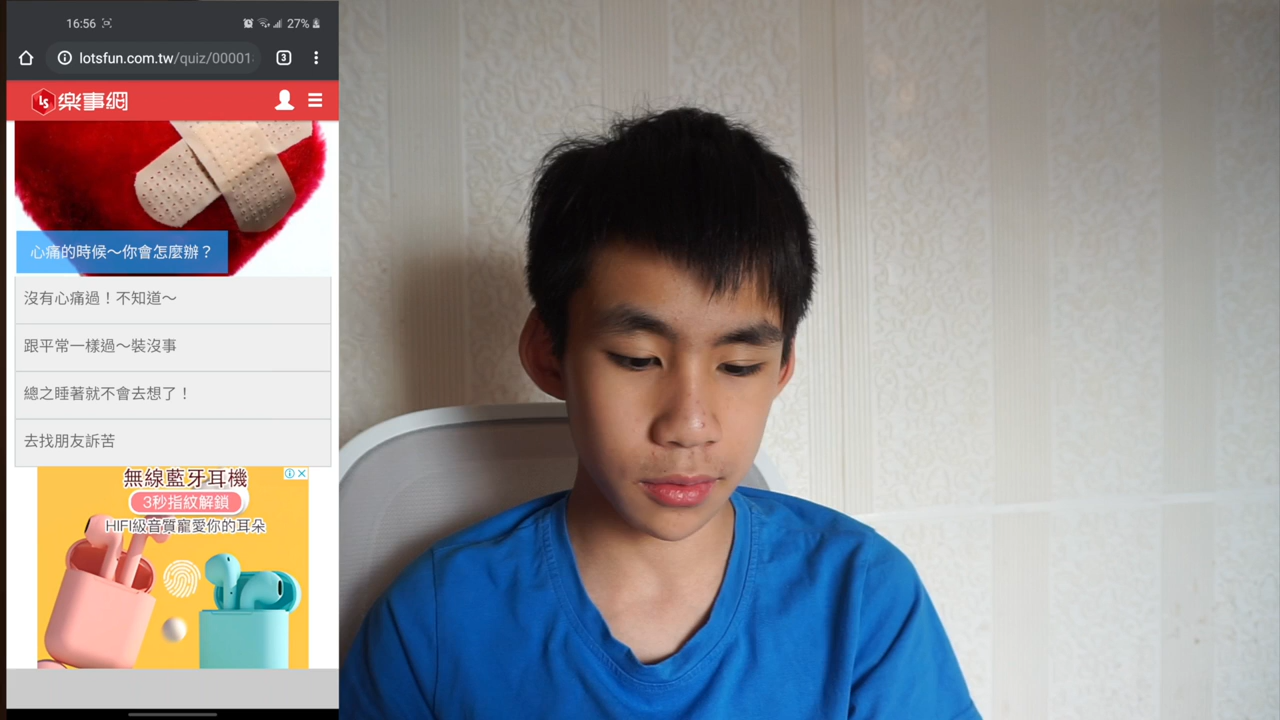 16:56
27%
lotsfun.com.tw/quiz/00001
3
LS 樂事網
心痛的時候～你會怎麼辦？
沒有心痛過！不知道～
跟平常一樣過～裝沒事
總之睡著就不會去想了！
去找朋友訴苦
無線藍牙耳機
3秒指紋解鎖
HIFI級音質寵愛你的耳朵